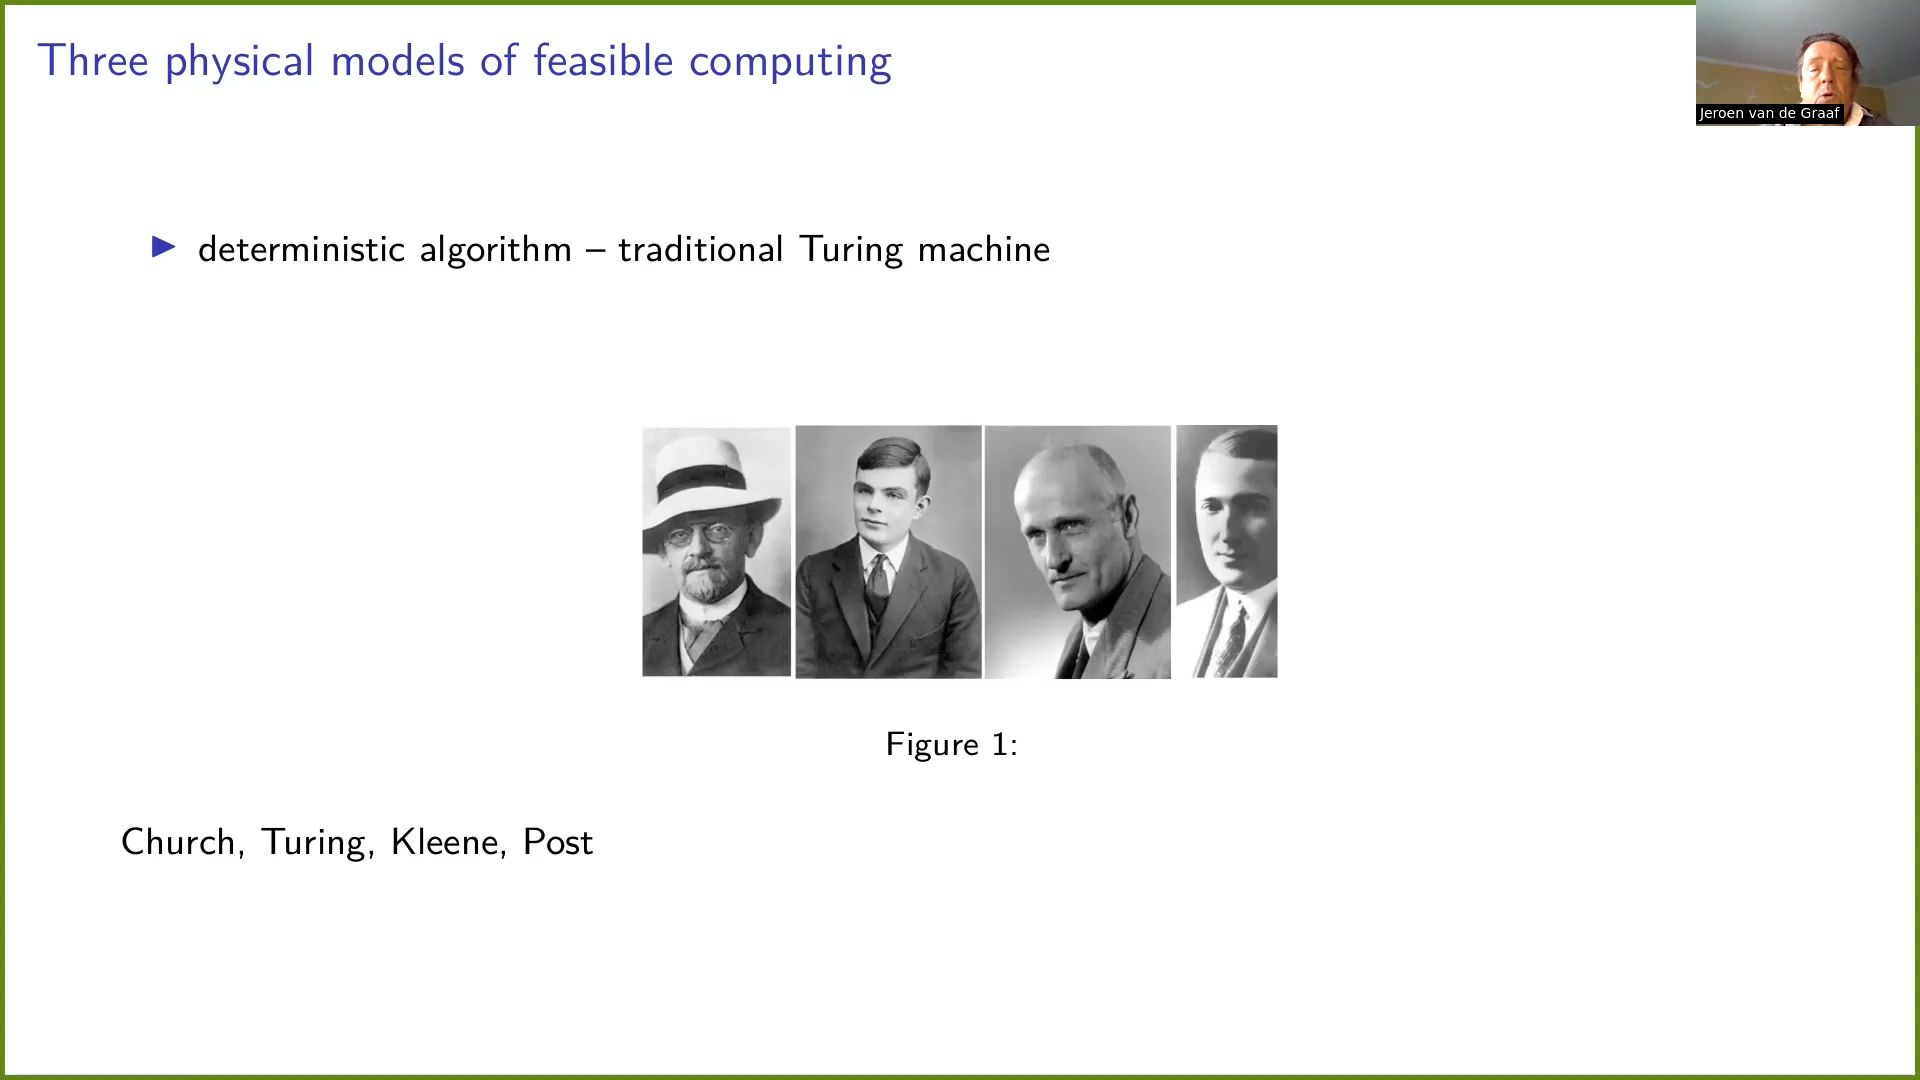 Three physical models of feasible computing
Jeroen van de Graaf
▶ deterministic algorithm – traditional Turing machine
Figure 1:
Church, Turing, Kleene, Post